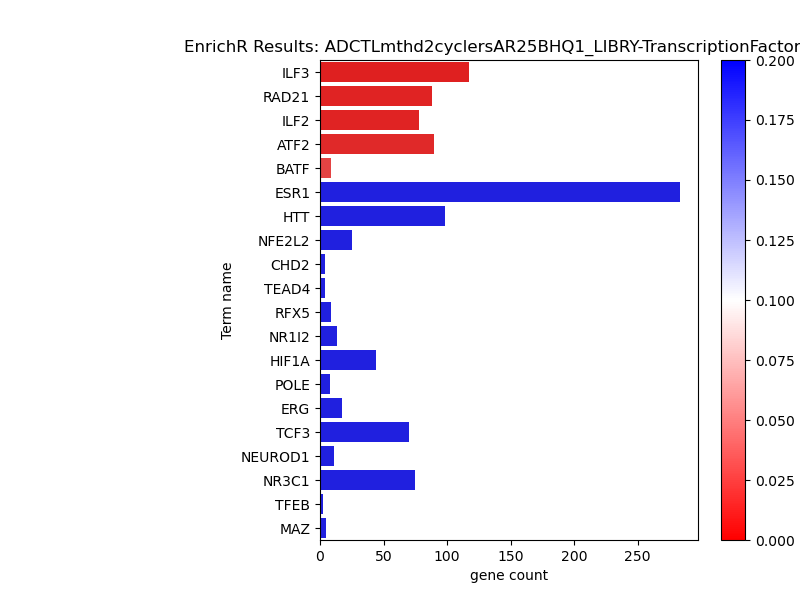 EnrichR Results: ADCTLmthd2cyclersAR25BHQ1_LIBRY-TranscriptionFactor
ILF3
RAD21
ILF2
ATF2
BATF
ESR1
HTT
NFE2L2
CHD2
TEAD4
RFX5
NR1I2
HIF1A
POLE
ERG
TCF3
NEUROD1
NR3C1
TFEB
MAZ
Term name
0 50 100 150 200 250
gene count
0.200
0.175
0.150
0.125
0.100
0.075
0.050
0.025
0.000